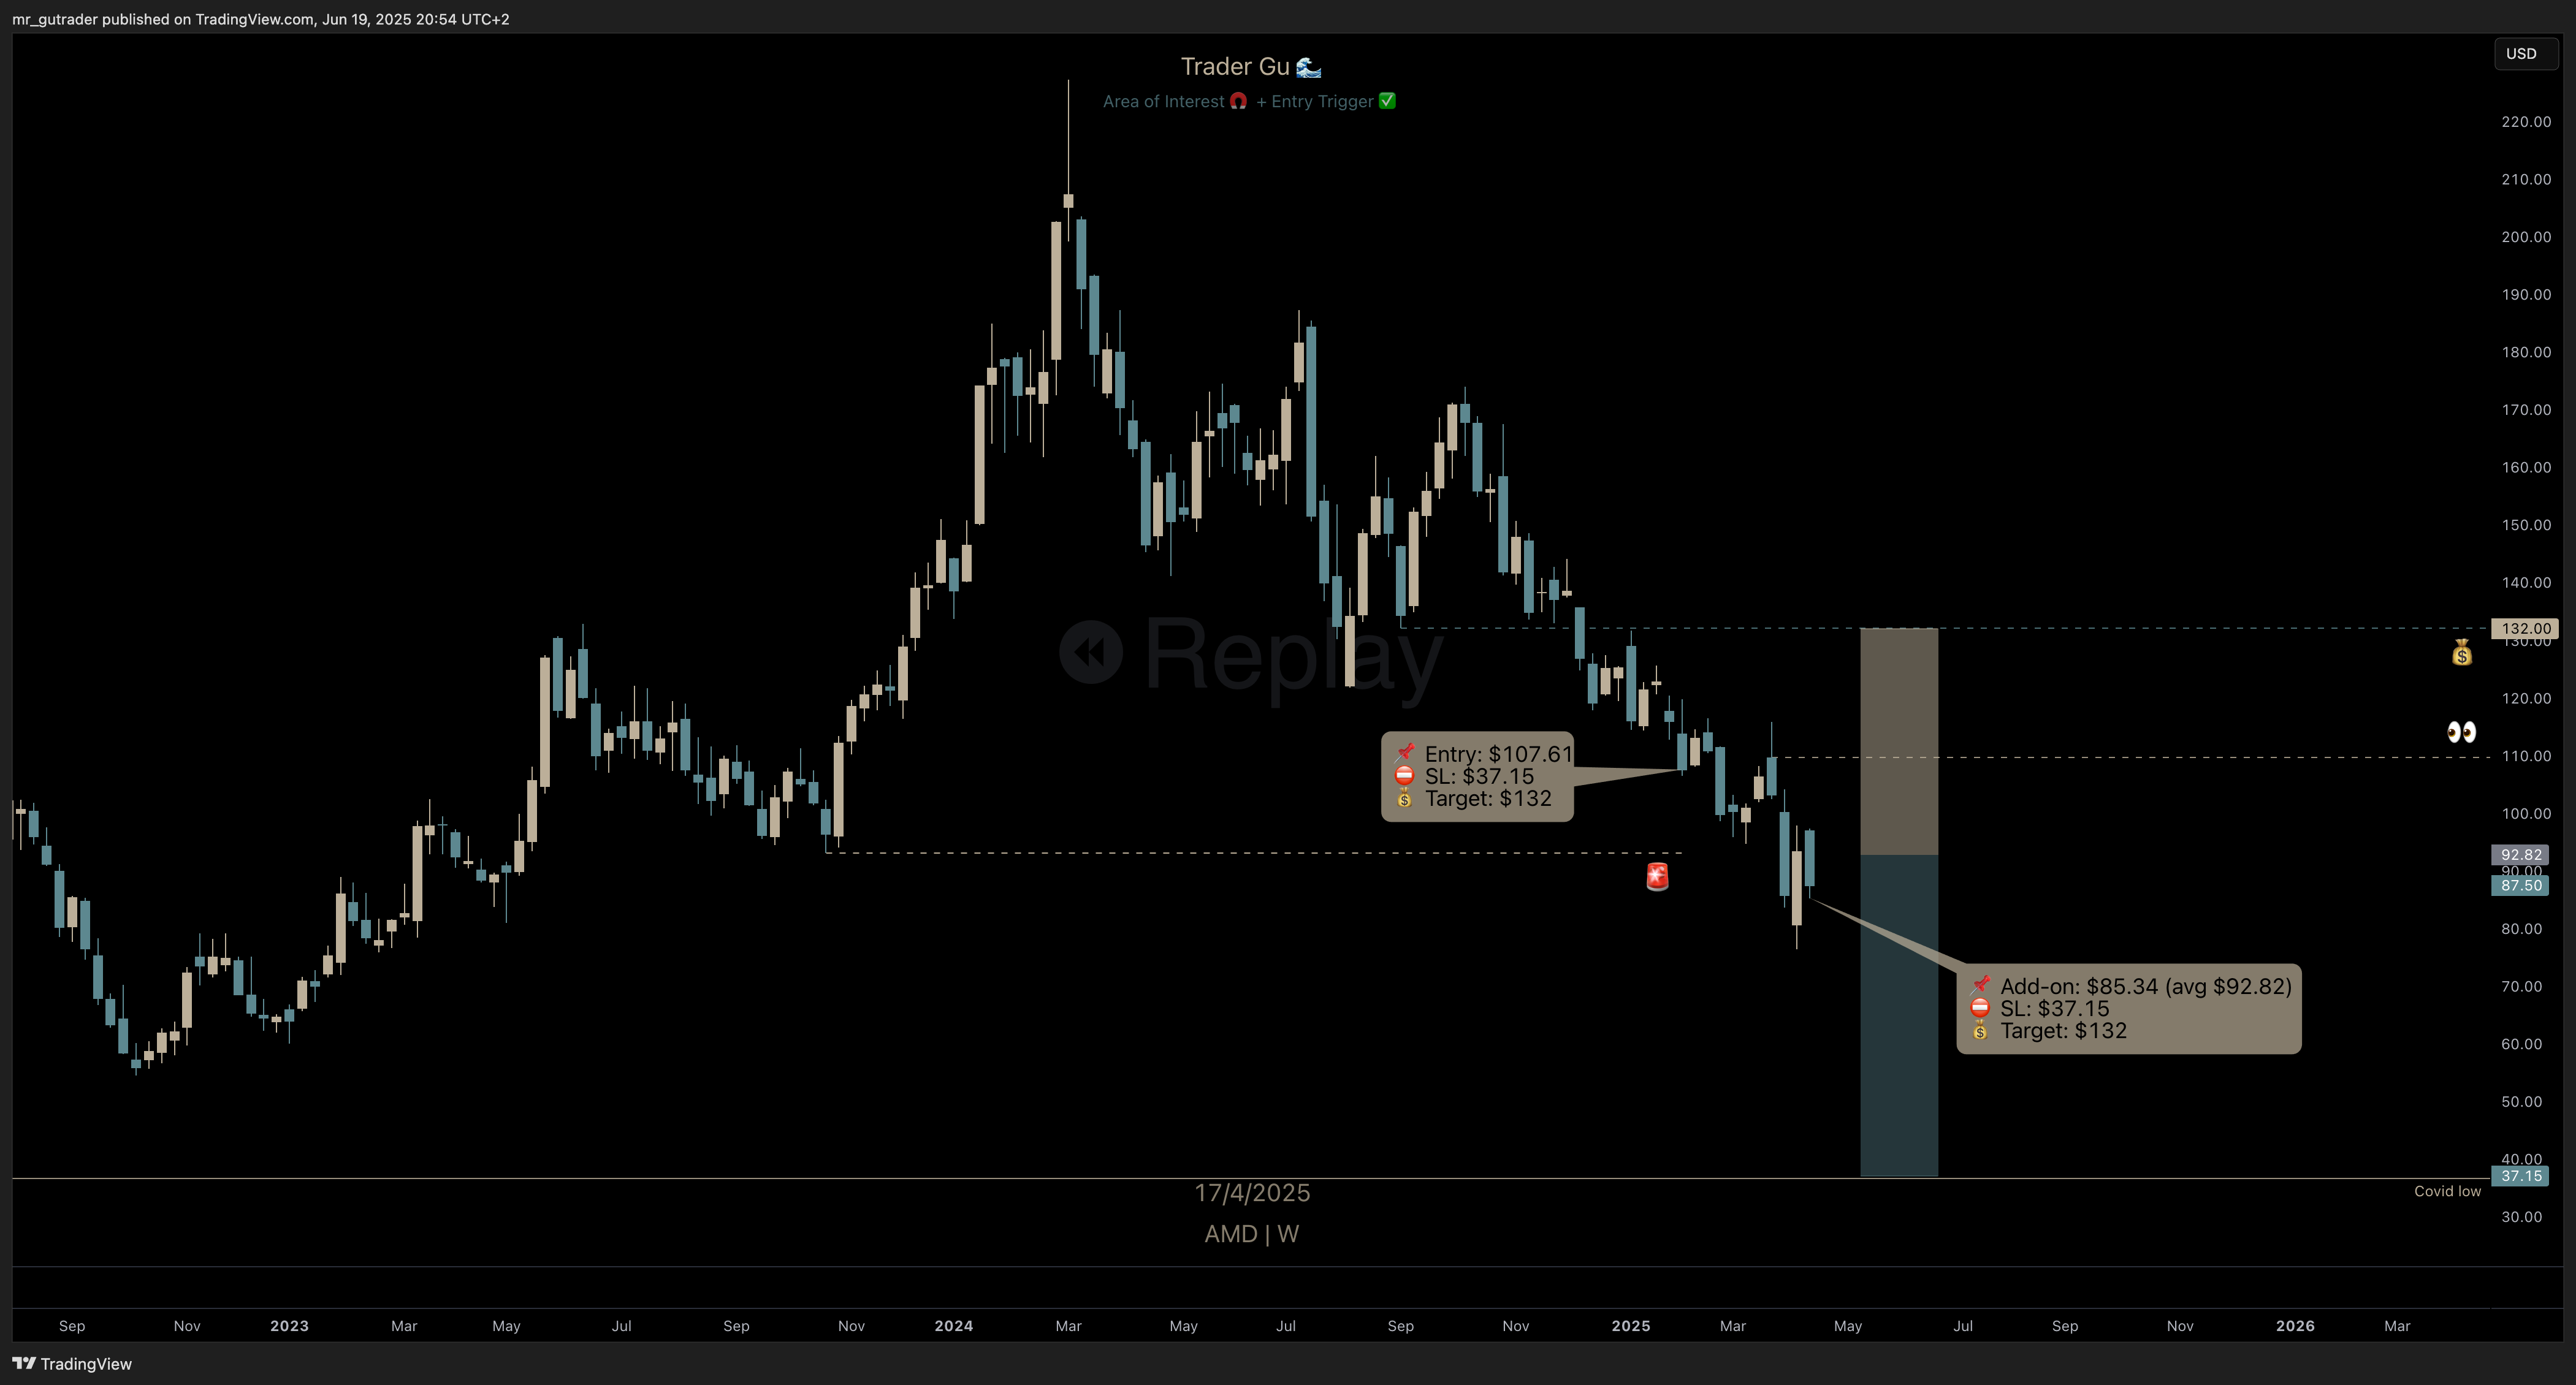 mr_gutrader published on TradingView.com, Jun 19, 2025 20:54 UTC+2
USD
Trader Gu 🌊
Area of Interest 🧲 + Entry Trigger ✅
220.00
210.00
200.00
190.00
180.00
170.00
160.00
150.00
140.00
132.00
130.00
120.00
110.00
100.00
92.82
90.00
87.50
80.00
70.00
60.00
50.00
40.00
37.15
30.00
Replay
📌 Entry: $107.61
⛔ SL: $37.15
💰 Target: $132
📌 Add-on: $85.34 (avg $92.82)
⛔ SL: $37.15
💰 Target: $132
Covid low
17/4/2025
AMD | W
Sep Nov 2023 Mar May Jul Sep Nov 2024 Mar May Jul Sep Nov 2025 Mar May Jul Sep Nov 2026 Mar
TradingView